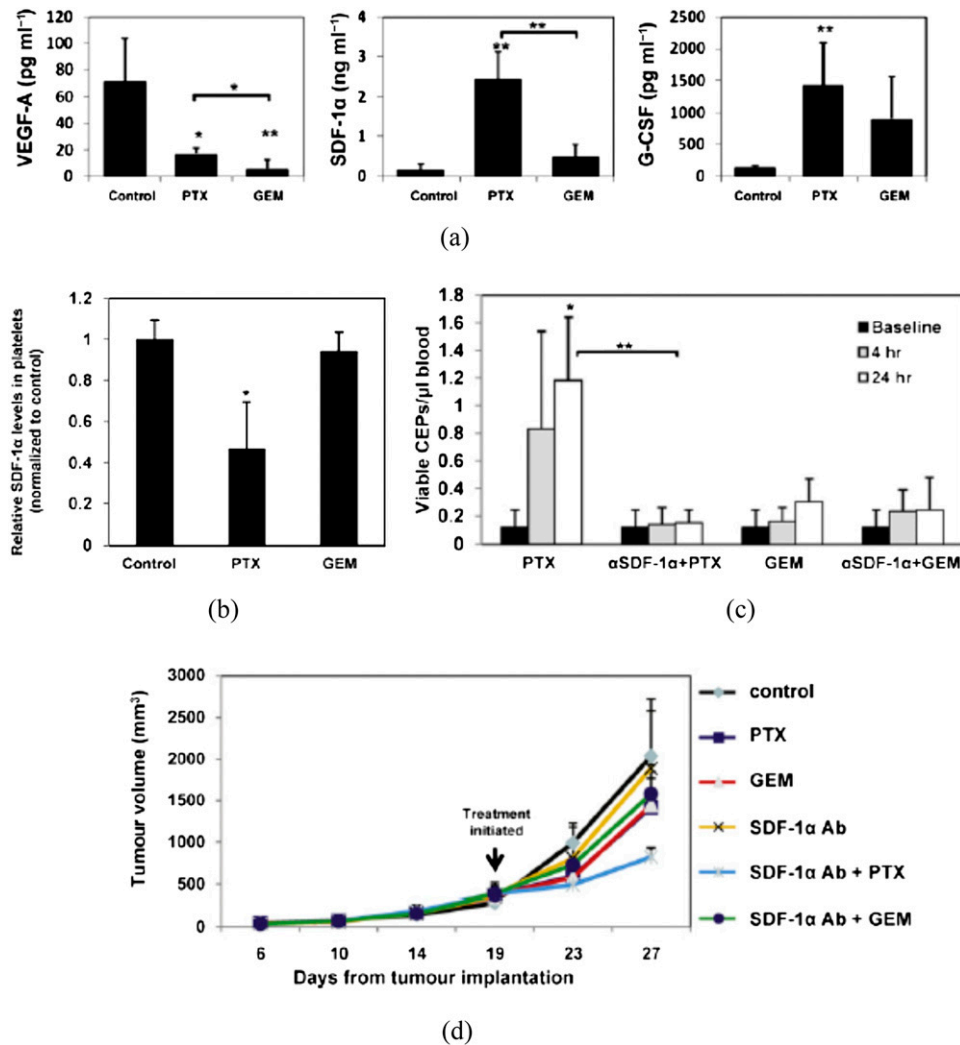 VEGF-A (pg ml⁻¹)
120
100
80
60
40
20
0
*
*
**
Control PTX GEM
SDF-1α (ng ml⁻¹)
4
3
2
1
0
**
**
Control PTX GEM
G-CSF (pg ml⁻¹)
2500
2000
1500
1000
500
0
**
Control PTX GEM
(a)
Relative SDF-1α levels in platelets
(normalized to control)
1.2
1
0.8
0.6
0.4
0.2
0
*
Control PTX GEM
(b)
Viable CEPs/µl blood
1.8
1.6
1.4
1.2
1
0.8
0.6
0.4
0.2
0
*
**
Baseline
4 hr
24 hr
PTX αSDF-1α+PTX GEM αSDF-1α+GEM
(c)
Tumour volume (mm³)
3000
2500
2000
1500
1000
500
0
Treatment
initiated
6 10 14 19 23 27
Days from tumour implantation
control
PTX
GEM
SDF-1α Ab
SDF-1α Ab + PTX
SDF-1α Ab + GEM
(d)